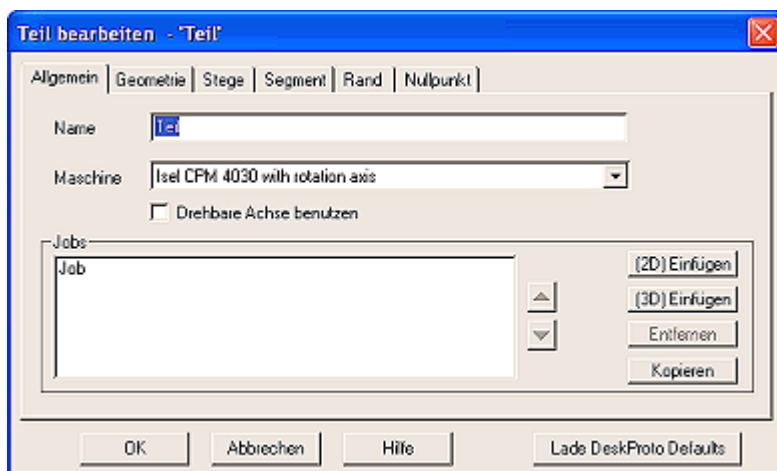 Teil bearbeiten - 'Teil'
Allgemein Geometrie Stege Segment Rand Nullpunkt
Name Teil
Maschine Isel CPM 4030 with rotation axis
Drehbare Achse benutzen
Jobs
Job
(2D) Einfügen
(3D) Einfügen
Entfernen
Kopieren
OK Abbrechen Hilfe Lade DeskProto Defaults